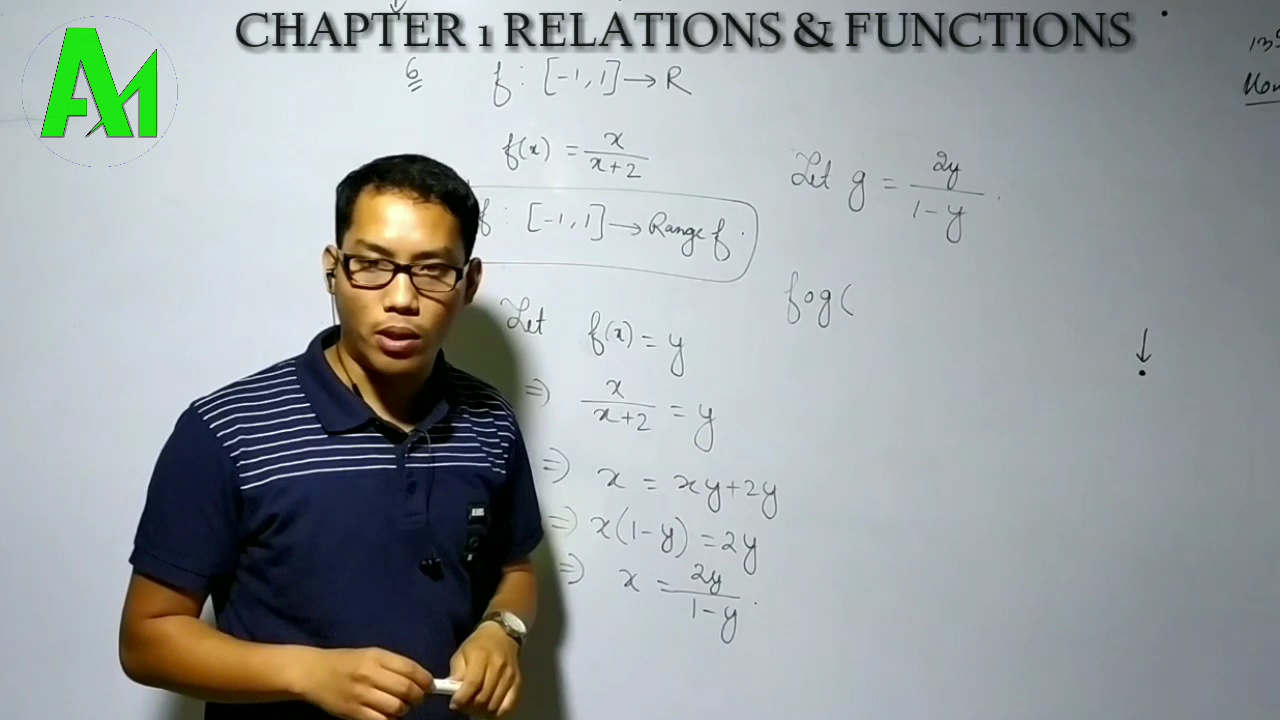 CHAPTER 1 RELATIONS & FUNCTIONS
AM
6 f : [-1, 1] → R
f(x) = x / x+2
f : [-1, 1] → Range f.
Let f(x) = y
⇒ x / x+2 = y
⇒ x = xy+2y
⇒ x(1-y) = 2y
⇒ x = 2y / 1-y .
Let g = 2y / 1-y .
fog(
↓